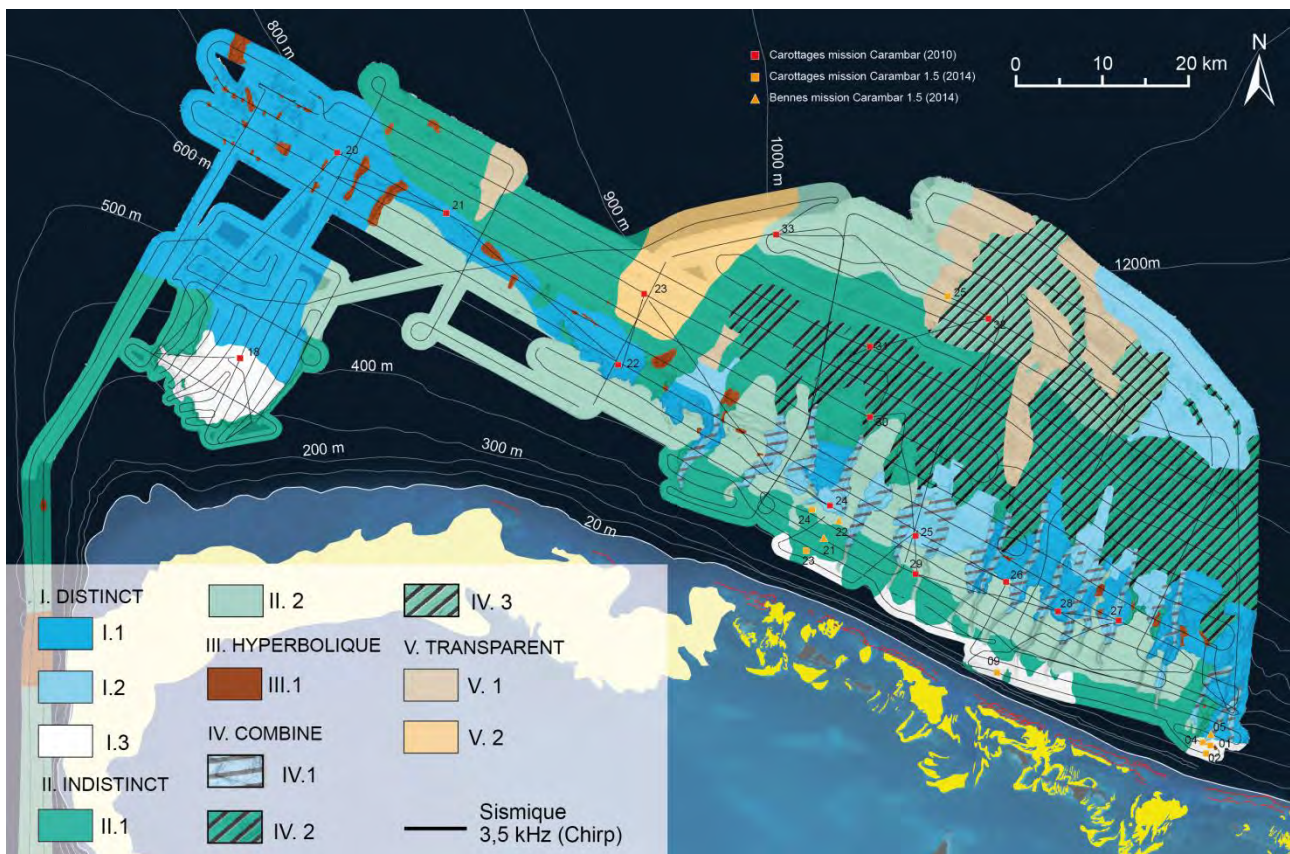 800 m
Carottages mission Carambar (2010)
Carottages mission Carambar 1.5 (2014)
Bennes mission Carambar 1.5 (2014)
0 10 20 km
N
600 m
20
500 m
21
900 m
1000 m
33
1200m
23
25
32
18
31
400 m
22
30
200 m
300 m
24
24
22
25
20 m
21
23
29
26
28
27
09
05
04
01
02
I. DISTINCT
I.1
I.2
I.3
II. INDISTINCT
II.1
II. 2
III. HYPERBOLIQUE
III.1
IV. COMBINE
IV.1
IV. 2
IV. 3
V. TRANSPARENT
V. 1
V. 2
Sismique
3,5 kHz (Chirp)